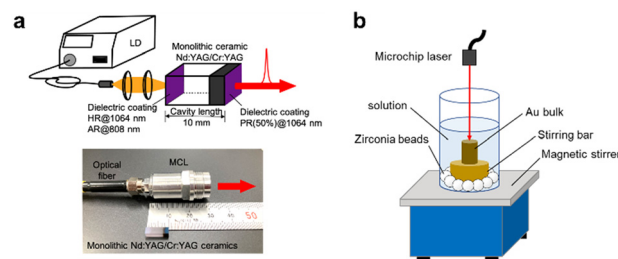 a
LD
Monolithic ceramic
Nd:YAG/Cr:YAG
Dielectric coating
HR@1064 nm
AR@808 nm
Cavity length
10 mm
Dielectric coating
PR(50%)@1064 nm
Optical
fiber
MCL
50
Monolithic Nd:YAG/Cr:YAG ceramics
b
Microchip laser
solution
Au bulk
Zirconia beads
Stirring bar
Magnetic stirrer